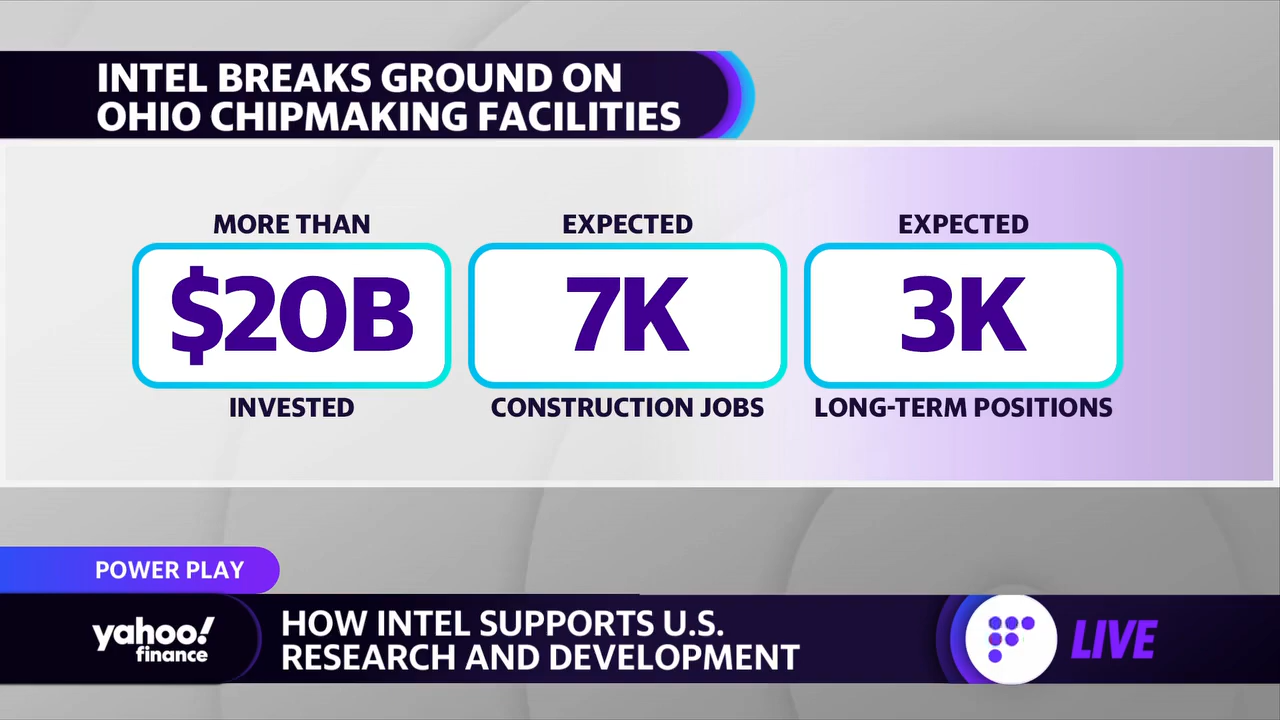 INTEL BREAKS GROUND ON
OHIO CHIPMAKING FACILITIES
MORE THAN
$20B
INVESTED
EXPECTED
7K
CONSTRUCTION JOBS
EXPECTED
3K
LONG-TERM POSITIONS
POWER PLAY
yahoo!
finance
HOW INTEL SUPPORTS U.S.
RESEARCH AND DEVELOPMENT
LIVE